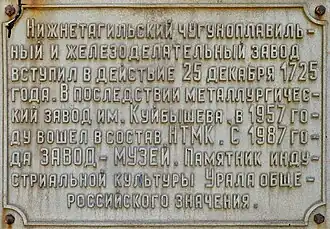 Нижнетагильский чугуноплавиль-
ный и железоделательный завод
вступил в действие 25 декабря 1725
года. В последствии металлургичес-
кий завод им. Куйбышева, в 1957 го-
ду вошел в состав НТМК. С 1987 го-
да ЗАВОД-МУЗЕЙ. Памятник инду-
стриальной культуры Урала обще-
российского значения.